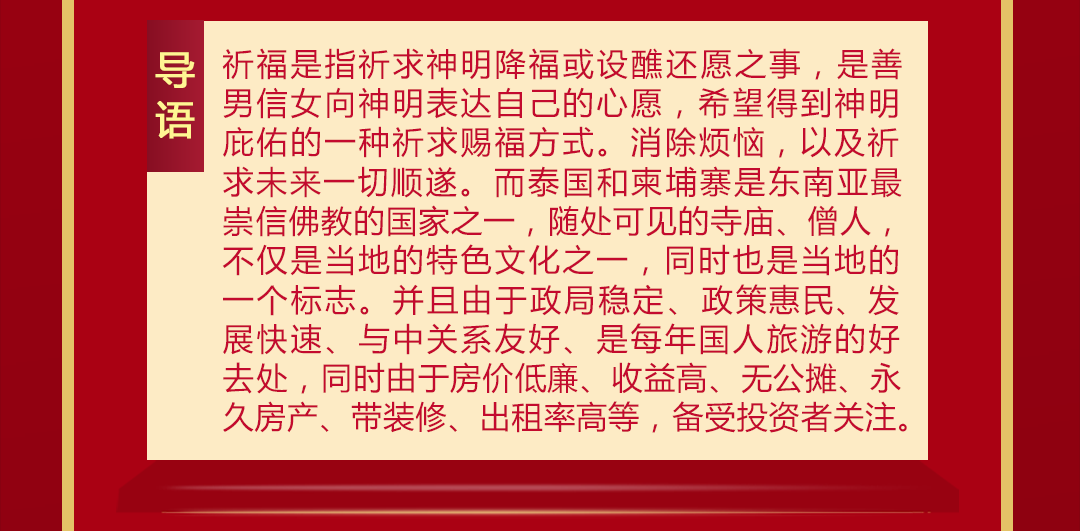 导语
祈福是指祈求神明降福或设醮还愿之事，是善
男信女向神明表达自己的心愿，希望得到神明
庇佑的一种祈求赐福方式。消除烦恼，以及祈
求未来一切顺遂。而泰国和柬埔寨是东南亚最
崇信佛教的国家之一，随处可见的寺庙、僧人，
不仅是当地的特色文化之一，同时也是当地的
一个标志。并且由于政局稳定、政策惠民、发
展快速、与中关系友好、是每年国人旅游的好
去处，同时由于房价低廉、收益高、无公摊、永
久房产、带装修、出租率高等，备受投资者关注。